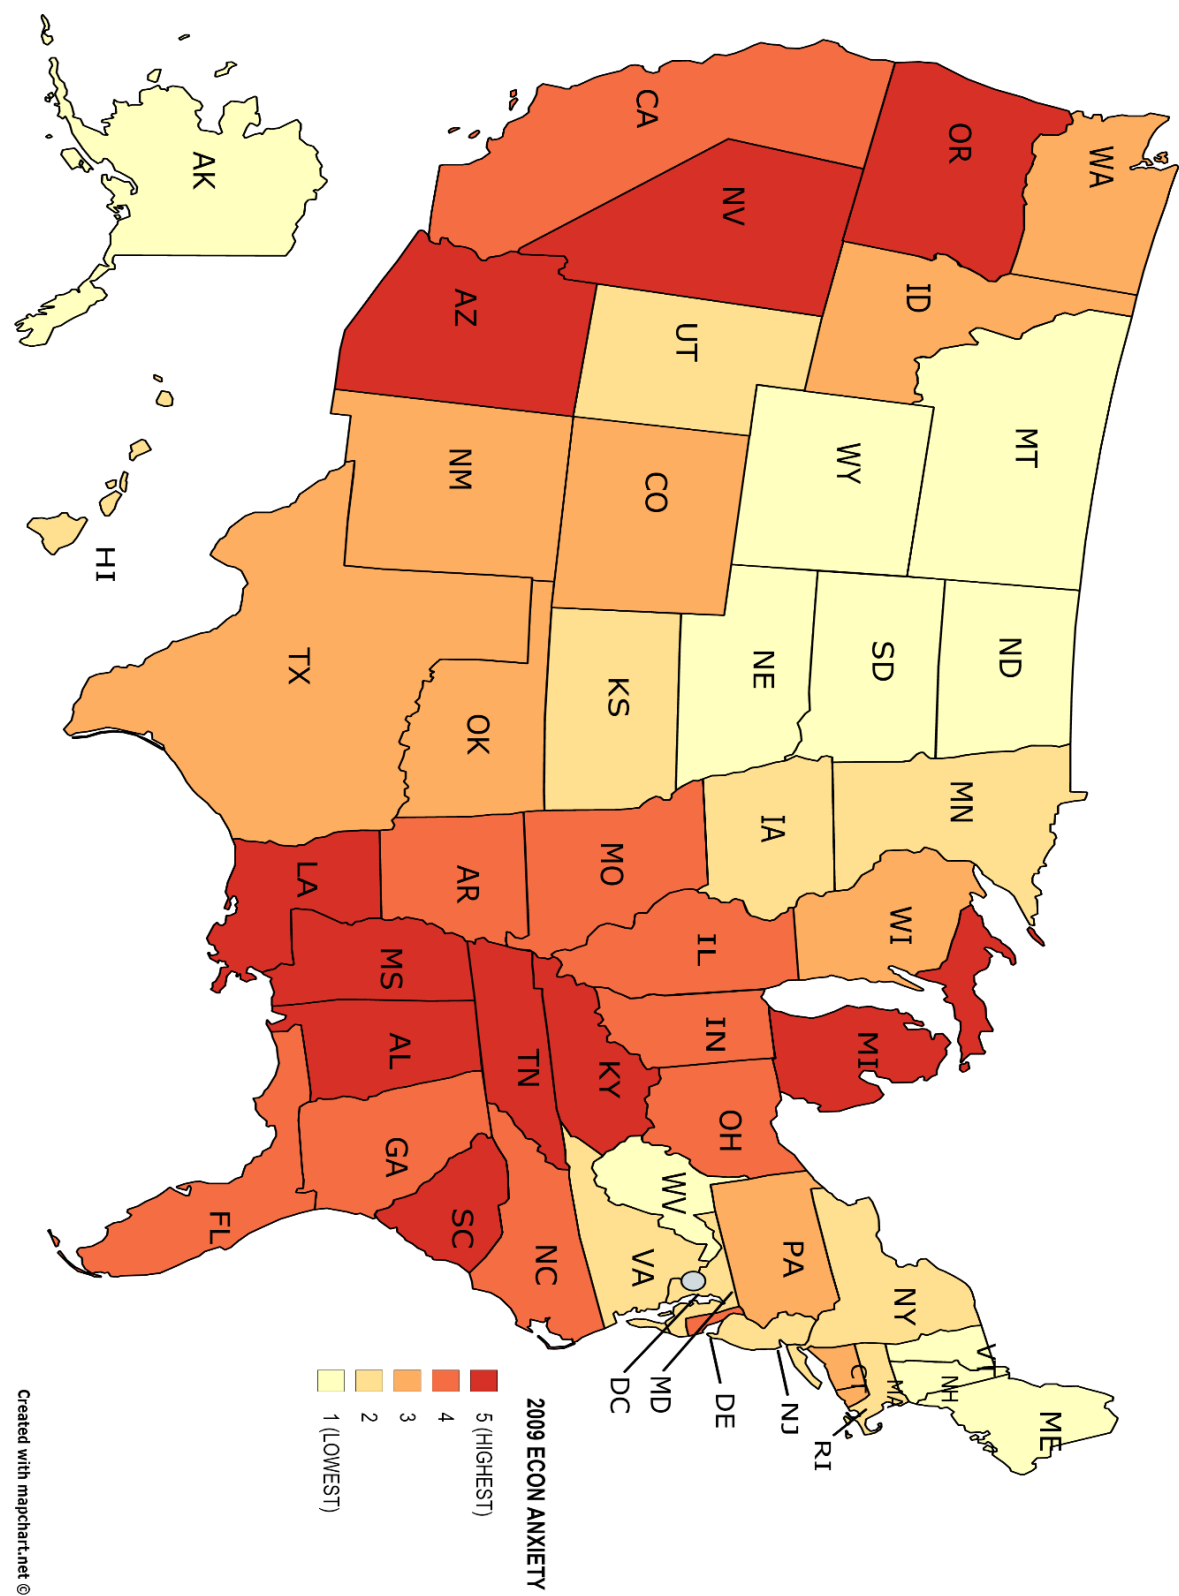 WA
OR
CA
NV
ID
MT
WY
UT
AZ
CO
NM
ND
SD
NE
KS
OK
TX
MN
IA
MO
AR
LA
WI
IL
MI
IN
OH
KY
TN
MS
AL
GA
FL
SC
NC
VA
WV
PA
NY
VT
NH
ME
MA
CT
RI
NJ
DE
MD
DC
AK
HI
2009 ECON ANXIETY
5 (HIGHEST)
4
3
2
1 (LOWEST)
Created with mapchart.net ©